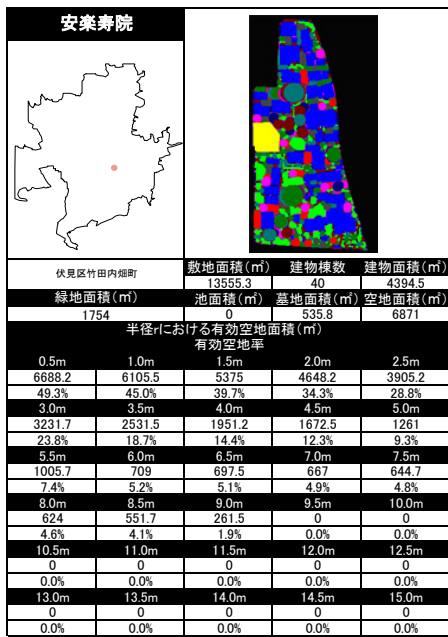 安楽寿院
伏見区竹田内畑町
敷地面積(㎡) 建物棟数 建物面積(㎡)
13555.3 40 4394.5
緑地面積(㎡) 池面積(㎡) 墓地面積(㎡) 空地面積(㎡)
1754 0 535.8 6871
半径rにおける有効空地面積(㎡)
有効空地率
0.5m 1.0m 1.5m 2.0m 2.5m
6688.2 6105.5 5375 4648.2 3905.2
49.3% 45.0% 39.7% 34.3% 28.8%
3.0m 3.5m 4.0m 4.5m 5.0m
3231.7 2531.5 1951.2 1672.5 1261
23.8% 18.7% 14.4% 12.3% 9.3%
5.5m 6.0m 6.5m 7.0m 7.5m
1005.7 709 697.5 667 644.7
7.4% 5.2% 5.1% 4.9% 4.8%
8.0m 8.5m 9.0m 9.5m 10.0m
624 551.7 261.5 0 0
4.6% 4.1% 1.9% 0.0% 0.0%
10.5m 11.0m 11.5m 12.0m 12.5m
0 0 0 0 0
0.0% 0.0% 0.0% 0.0% 0.0%
13.0m 13.5m 14.0m 14.5m 15.0m
0 0 0 0 0
0.0% 0.0% 0.0% 0.0% 0.0%